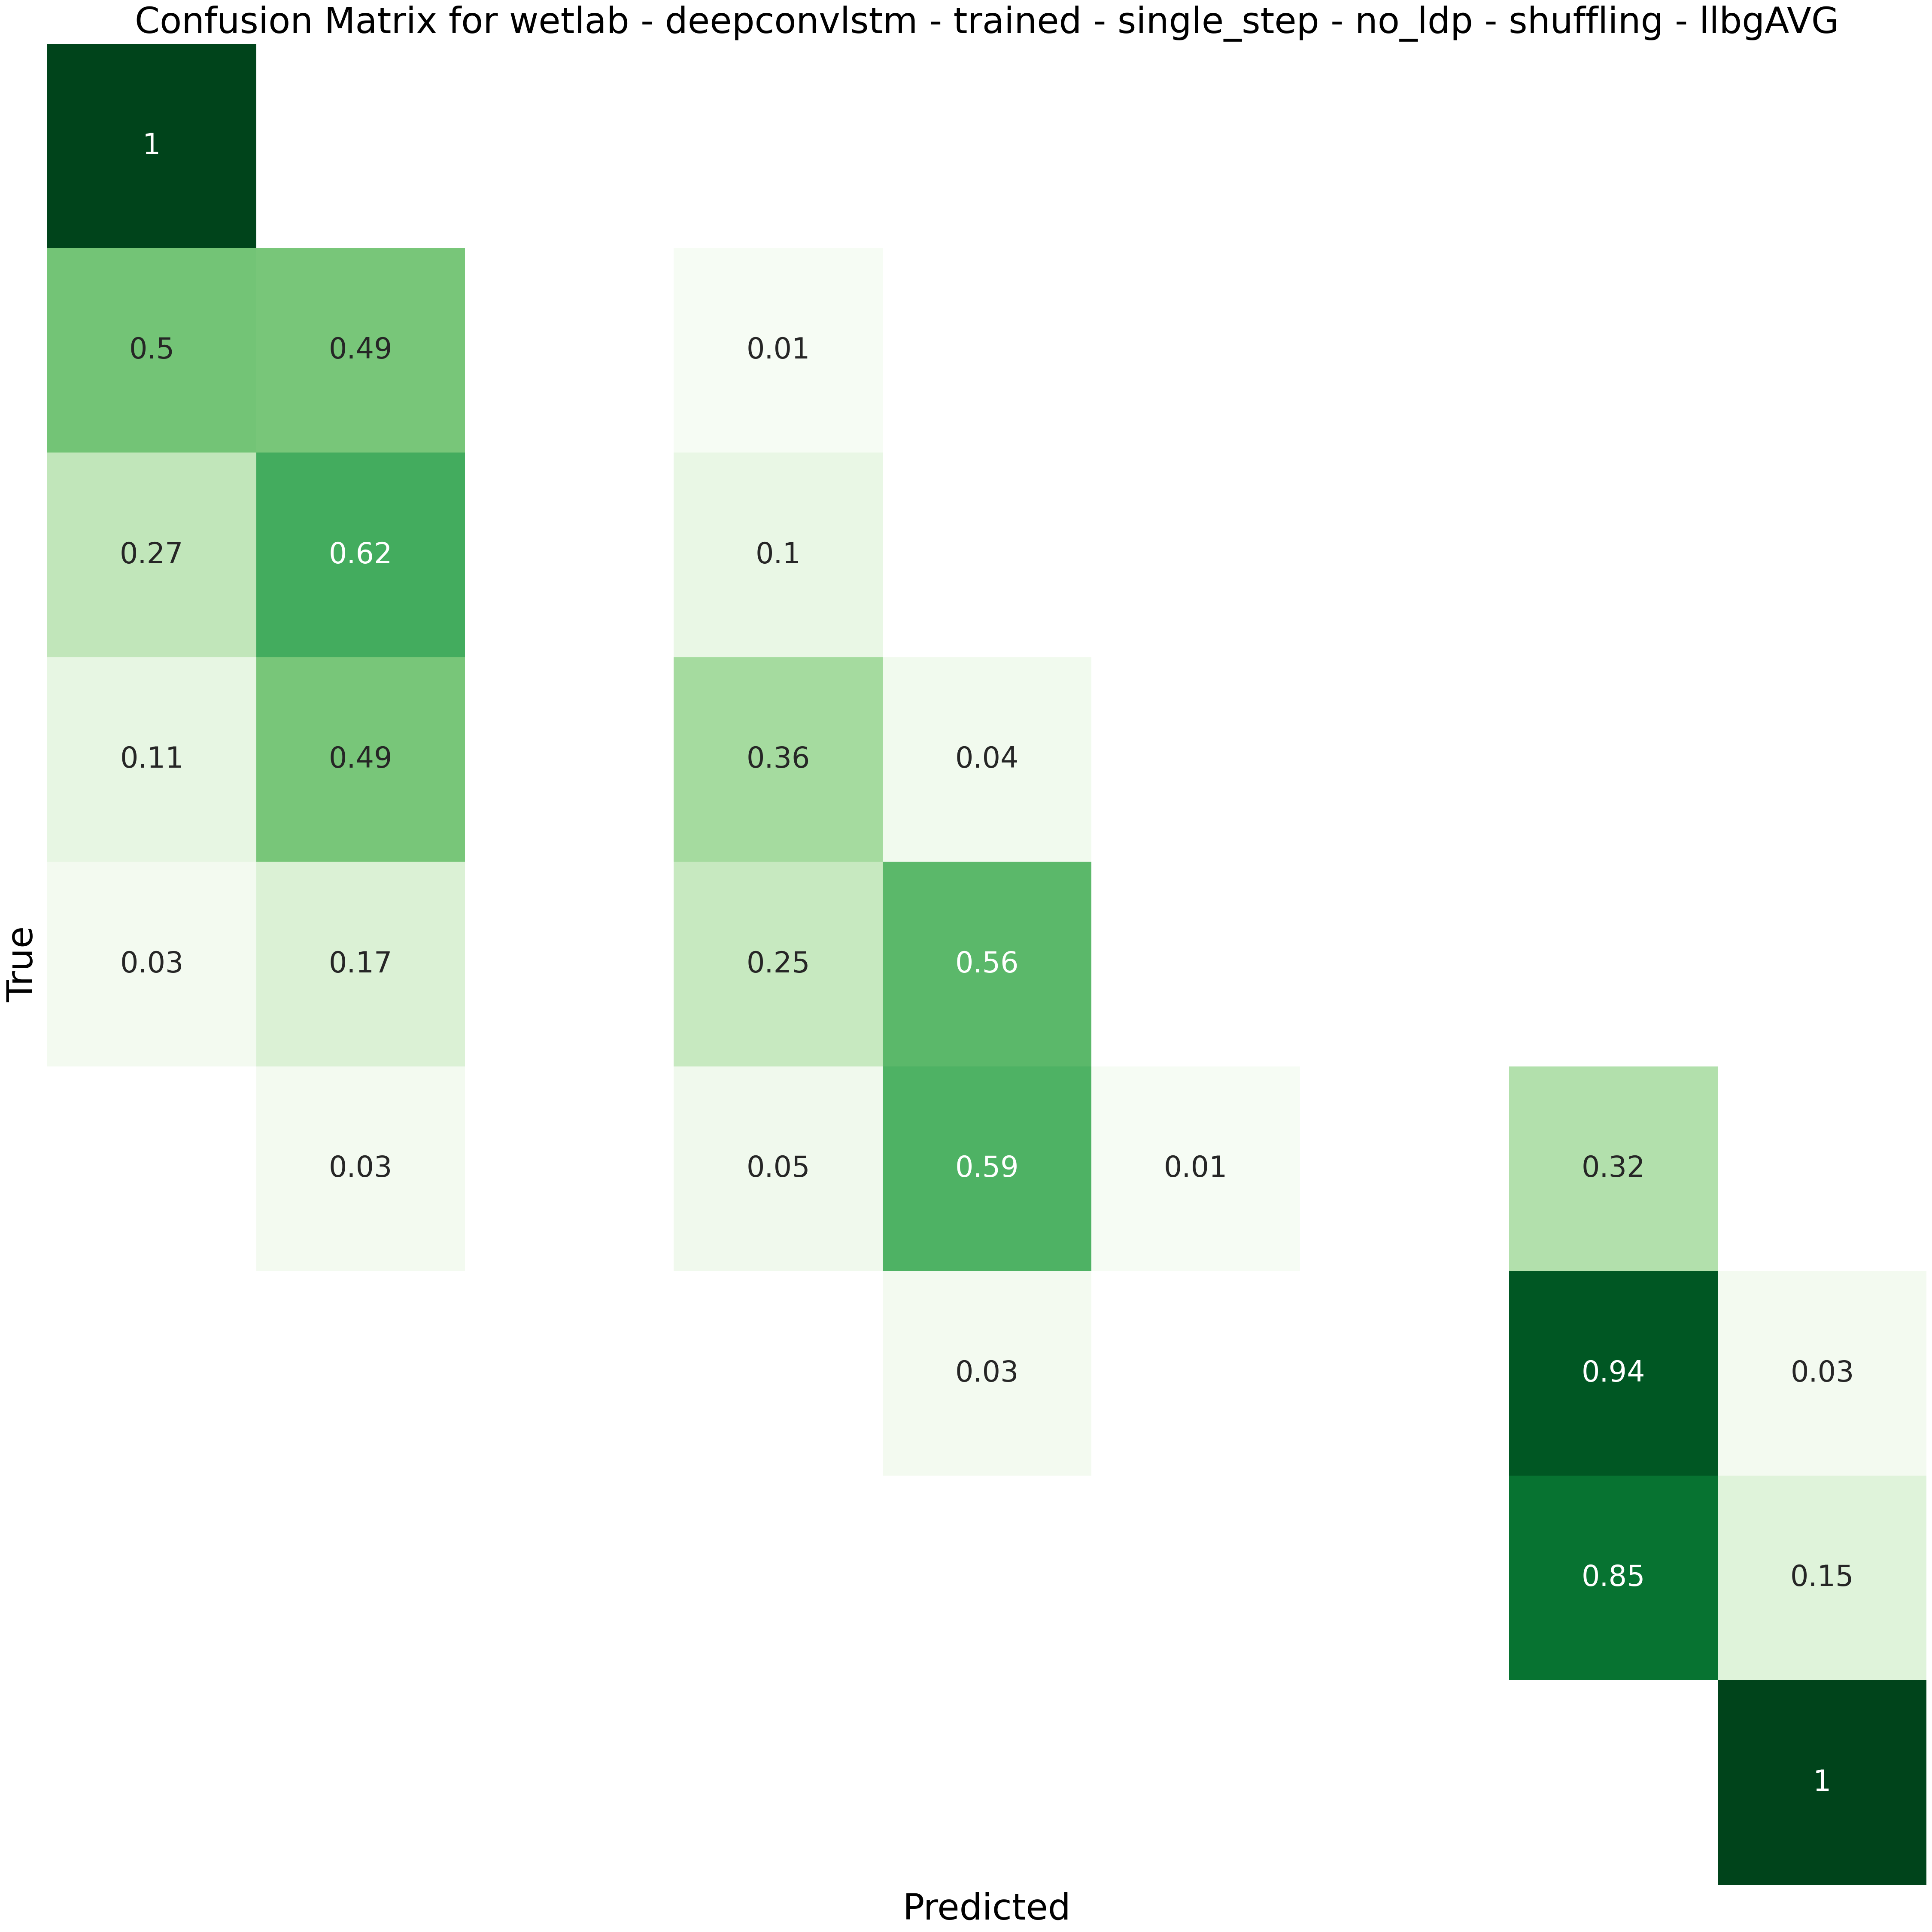 Confusion Matrix for wetlab - deepconvlstm - trained - single_step - no_ldp - shuffling - llbgAVG
1
0.5 0.49 0.01
0.27 0.62 0.1
0.11 0.49 0.36 0.04
0.03 0.17 0.25 0.56
0.03 0.05 0.59 0.01 0.32
0.03 0.94 0.03
0.85 0.15
1
True
Predicted